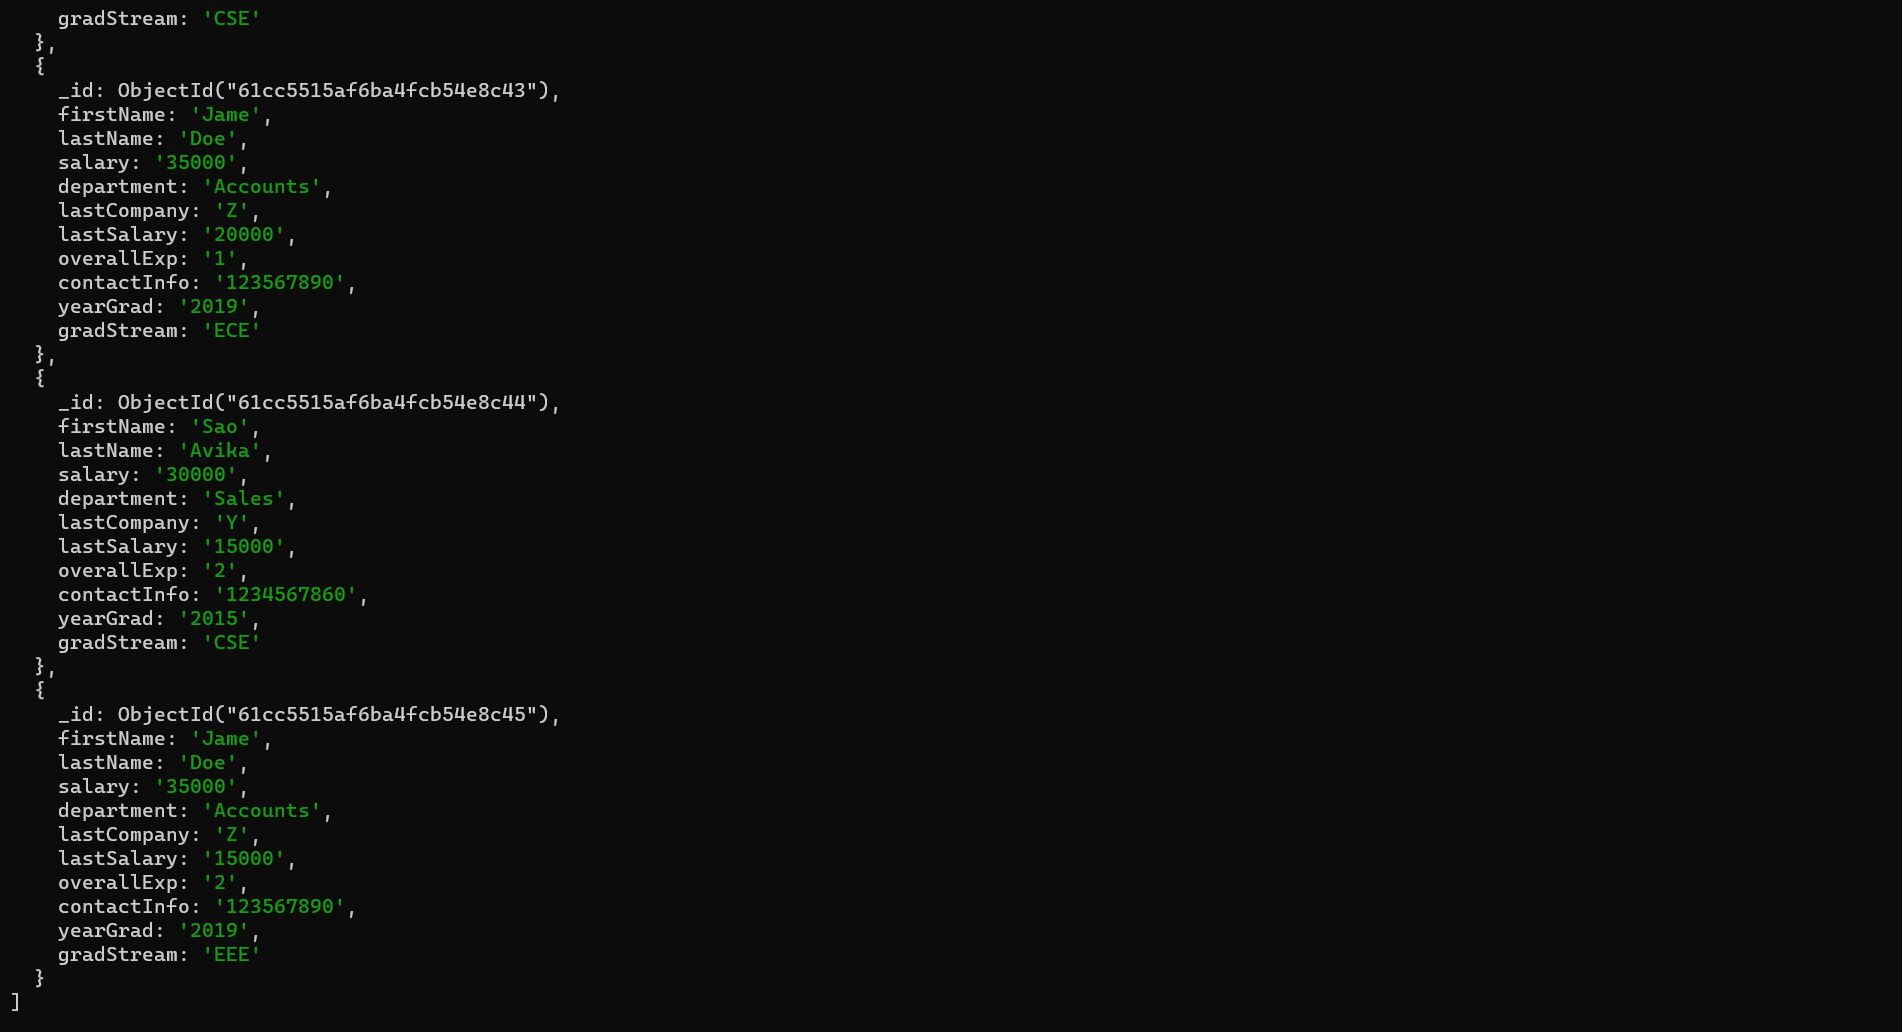 gradStream: 'CSE'
},
{
_id: ObjectId("61cc5515af6ba4fcb54e8c43"),
firstName: 'Jame',
lastName: 'Doe',
salary: '35000',
department: 'Accounts',
lastCompany: 'Z',
lastSalary: '20000',
overallExp: '1',
contactInfo: '123567890',
yearGrad: '2019',
gradStream: 'ECE'
},
{
_id: ObjectId("61cc5515af6ba4fcb54e8c44"),
firstName: 'Sao',
lastName: 'Avika',
salary: '30000',
department: 'Sales',
lastCompany: 'Y',
lastSalary: '15000',
overallExp: '2',
contactInfo: '1234567860',
yearGrad: '2015',
gradStream: 'CSE'
},
{
_id: ObjectId("61cc5515af6ba4fcb54e8c45"),
firstName: 'Jame',
lastName: 'Doe',
salary: '35000',
department: 'Accounts',
lastCompany: 'Z',
lastSalary: '15000',
overallExp: '2',
contactInfo: '123567890',
yearGrad: '2019',
gradStream: 'EEE'
}
]